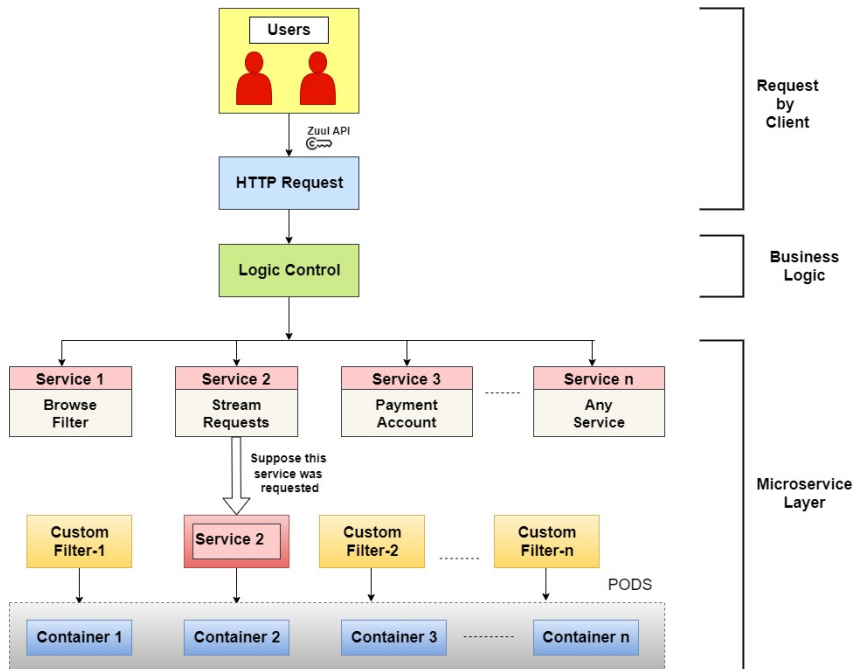 Users
Zuul API
HTTP Request
Request
by
Client
Logic Control
Business
Logic
Service 1
Browse
Filter
Service 2
Stream
Requests
Service 3
Payment
Account
Service n
Any
Service
Suppose this
service was
requested
Microservice
Layer
Custom
Filter-1
Service 2
Custom
Filter-2
Custom
Filter-n
PODS
Container 1
Container 2
Container 3
Container n